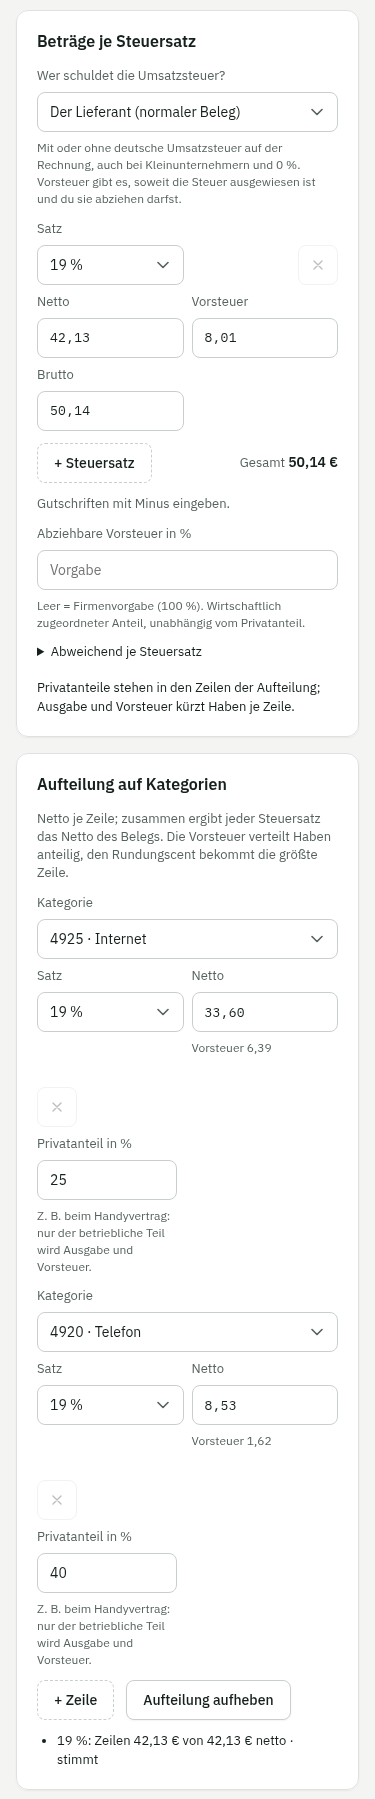 Beträge je Steuersatz
Wer schuldet die Umsatzsteuer?
Der Lieferant (normaler Beleg)
Mit oder ohne deutsche Umsatzsteuer auf der
Rechnung, auch bei Kleinunternehmern und 0 %.
Vorsteuer gibt es, soweit die Steuer ausgewiesen ist
und du sie abziehen darfst.
Satz
19 %
×
Netto Vorsteuer
42,13 8,01
Brutto
50,14
+ Steuersatz Gesamt 50,14 €
Gutschriften mit Minus eingeben.
Abziehbare Vorsteuer in %
Vorgabe
Leer = Firmenvorgabe (100 %). Wirtschaftlich
zugeordneter Anteil, unabhängig vom Privatanteil.
Abweichend je Steuersatz
Privatanteile stehen in den Zeilen der Aufteilung;
Ausgabe und Vorsteuer kürzt Haben je Zeile.
Aufteilung auf Kategorien
Netto je Zeile; zusammen ergibt jeder Steuersatz
das Netto des Belegs. Die Vorsteuer verteilt Haben
anteilig, den Rundungscent bekommt die größte
Zeile.
Kategorie
4925 · Internet
Satz Netto
19 % 33,60
Vorsteuer 6,39
×
Privatanteil in %
25
Z. B. beim Handyvertrag:
nur der betriebliche Teil
wird Ausgabe und
Vorsteuer.
Kategorie
4920 · Telefon
Satz Netto
19 % 8,53
Vorsteuer 1,62
×
Privatanteil in %
40
Z. B. beim Handyvertrag:
nur der betriebliche Teil
wird Ausgabe und
Vorsteuer.
+ Zeile Aufteilung aufheben
• 19 %: Zeilen 42,13 € von 42,13 € netto ·
stimmt